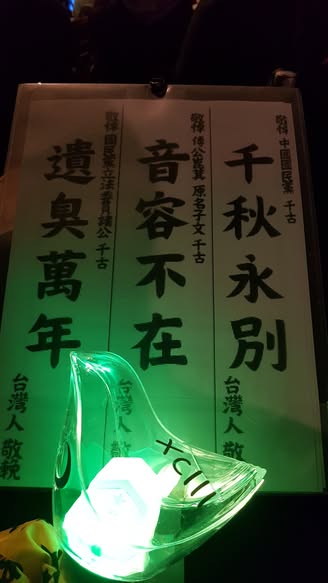 敬悼 中國國民黨 千古
千秋永別
台灣人 敬
敬悼 傅公崑萁 原名子文 千古
音容不在
台灣人 敬
敬悼 國民黨立法委員諸公 千古
遺臭萬年
台灣人 敬輓